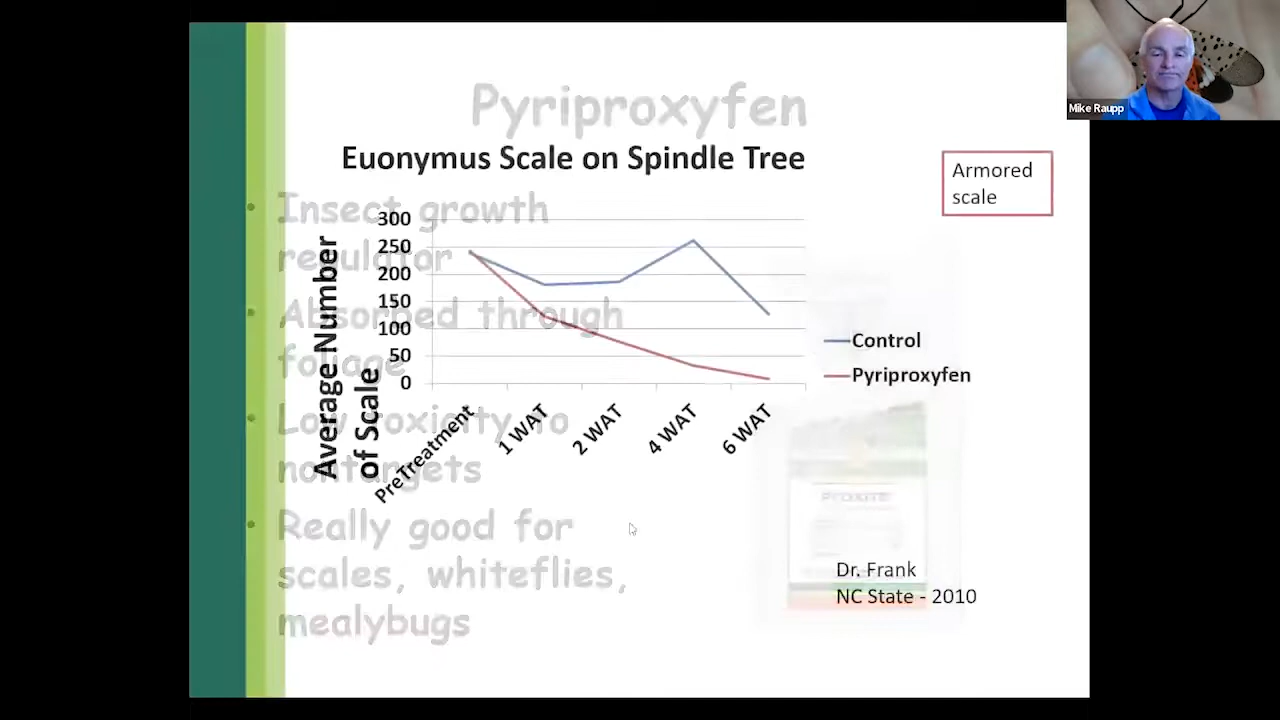 Pyriproxyfen
Euonymus Scale on Spindle Tree
Armored
scale
• Insect growth
regulator
• Absorbed through
foliage
• Low toxicity to
nontargets
• Really good for
scales, whiteflies,
mealybugs
Average Number
of Scale
300
250
200
150
100
50
0
PreTreatment
1 WAT
2 WAT
4 WAT
6 WAT
Control
Pyriproxyfen
Dr. Frank
NC State - 2010
Mike Raupp